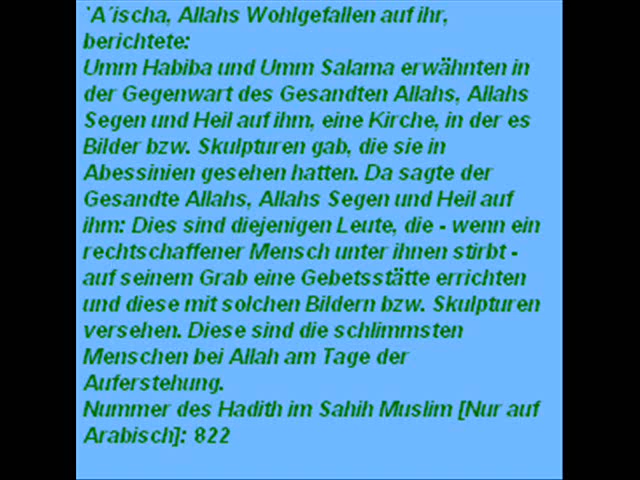 `A´ischa, Allahs Wohlgefallen auf ihr,
berichtete:
Umm Habiba und Umm Salama erwähnten in
der Gegenwart des Gesandten Allahs, Allahs
Segen und Heil auf ihm, eine Kirche, in der es
Bilder bzw. Skulpturen gab, die sie in
Abessinien gesehen hatten. Da sagte der
Gesandte Allahs, Allahs Segen und Heil auf
ihm: Dies sind diejenigen Leute, die - wenn ein
rechtschaffener Mensch unter ihnen stirbt -
auf seinem Grab eine Gebetsstätte errichten
und diese mit solchen Bildern bzw. Skulpturen
versehen. Diese sind die schlimmsten
Menschen bei Allah am Tage der
Auferstehung.
Nummer des Hadith im Sahih Muslim [Nur auf
Arabisch]: 822